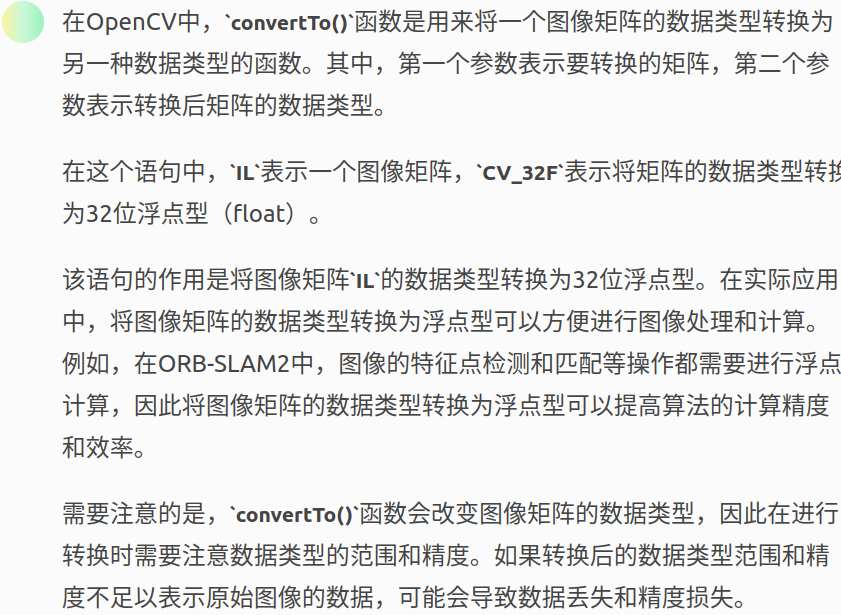 在OpenCV中，`convertTo()`函数是用来将一个图像矩阵的数据类型转换为
另一种数据类型的函数。其中，第一个参数表示要转换的矩阵，第二个参
数表示转换后矩阵的数据类型。
在这个语句中，`IL`表示一个图像矩阵，`CV_32F`表示将矩阵的数据类型转换
为32位浮点型（float）。
该语句的作用是将图像矩阵`IL`的数据类型转换为32位浮点型。在实际应用
中，将图像矩阵的数据类型转换为浮点型可以方便进行图像处理和计算。
例如，在ORB-SLAM2中，图像的特征点检测和匹配等操作都需要进行浮点
计算，因此将图像矩阵的数据类型转换为浮点型可以提高算法的计算精度
和效率。
需要注意的是，`convertTo()`函数会改变图像矩阵的数据类型，因此在进行
转换时需要注意数据类型的范围和精度。如果转换后的数据类型范围和精
度不足以表示原始图像的数据，可能会导致数据丢失和精度损失。